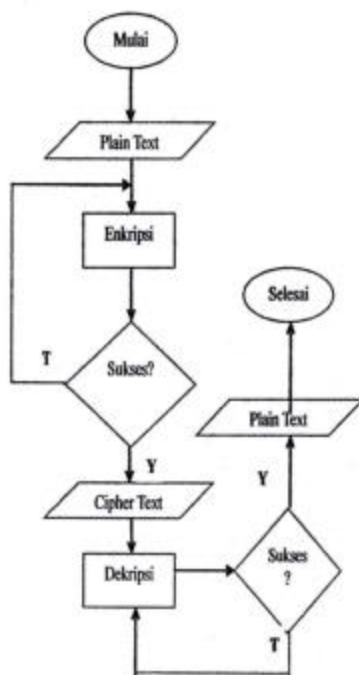 Mulai
Plain Text
Enkripsi
Sukses?
T
Y
Cipher Text
Dekripsi
Sukses
?
T
Y
Plain Text
Selesai